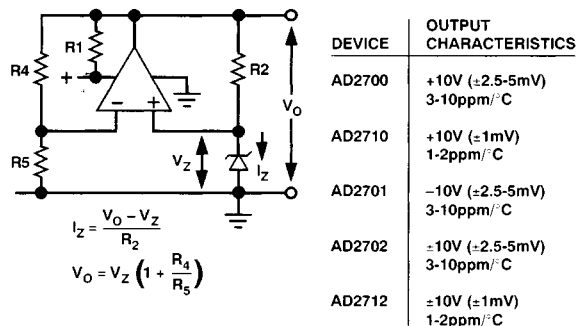 R1
R4
R2
+
− +
V_O
R5
V_Z
I_Z
I_Z = (V_O − V_Z) / R_2
V_O = V_Z (1 + R_4 / R_5)
DEVICE OUTPUT CHARACTERISTICS
AD2700 +10V (±2.5-5mV)
3-10ppm/°C
AD2710 +10V (±1mV)
1-2ppm/°C
AD2701 −10V (±2.5-5mV)
3-10ppm/°C
AD2702 ±10V (±2.5-5mV)
3-10ppm/°C
AD2712 ±10V (±1mV)
1-2ppm/°C